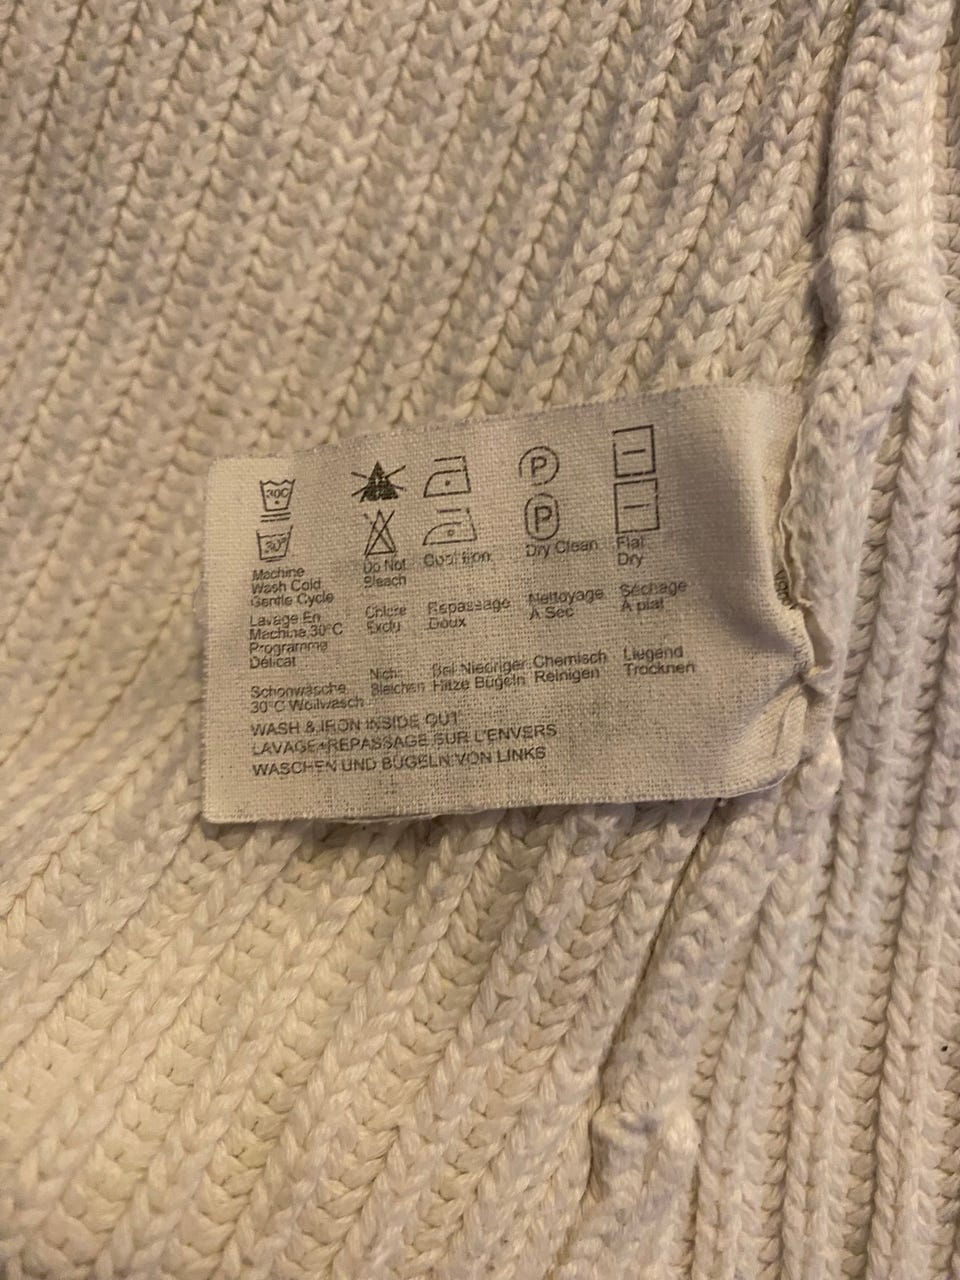 30C
30°
P
P
Machine
Wash Cold
Gentle Cycle
Do Not
Bleach
Cool Iron
Dry Clean
Flat
Dry
Lavage En
Machine 30°C
Programme
Délicat
Chlore
Exclu
Repassage
Doux
Nettoyage
A Sec
Séchage
À plat
Schonwäsche
30°C Wollwäsch
Nicht
Bleichen
Bei Niedriger
Hitze Bügeln
Chemisch
Reinigen
Liegend
Trocknen
WASH & IRON INSIDE OUT
LAVAGE+REPASSAGE SUR L'ENVERS
WASCHEN UND BÜGELN VON LINKS